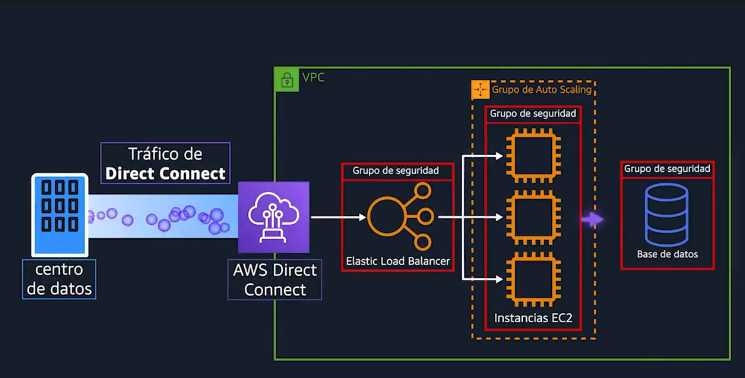 VPC
Grupo de Auto Scaling
Grupo de seguridad
Tráfico de
Direct Connect
Grupo de seguridad
Grupo de seguridad
Elastic Load Balancer
Base de datos
centro
de datos
AWS Direct
Connect
Instancias EC2